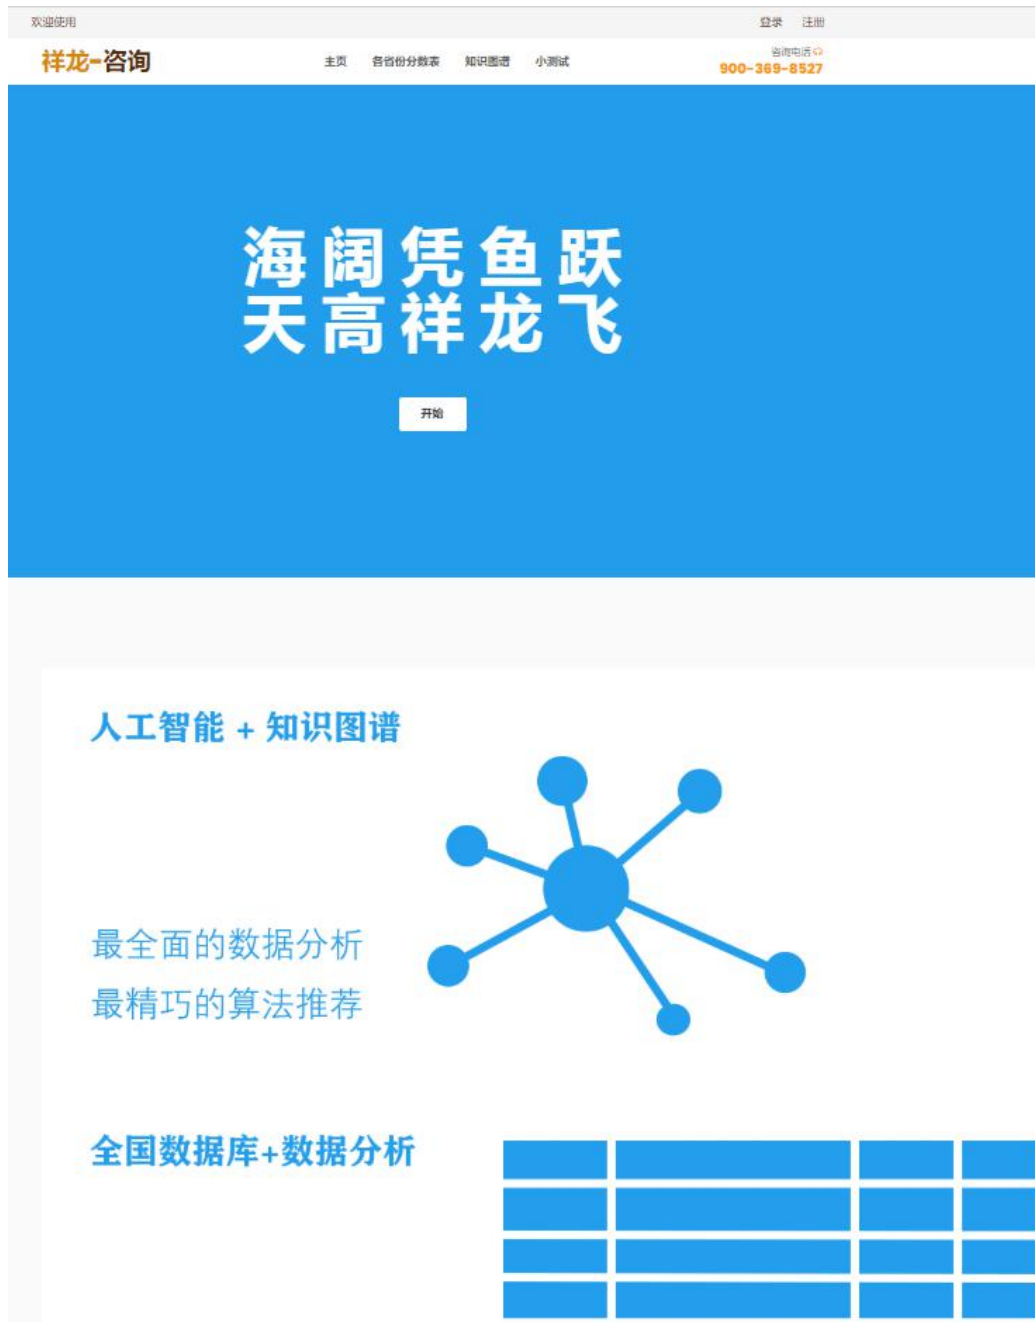 欢迎使用
登录 注册
祥龙-咨询
主页 各省份分数表 知识图谱 小测试
咨询电话
900-369-8527
海阔凭鱼跃
天高祥龙飞
开始
人工智能 + 知识图谱
最全面的数据分析
最精巧的算法推荐
全国数据库+数据分析